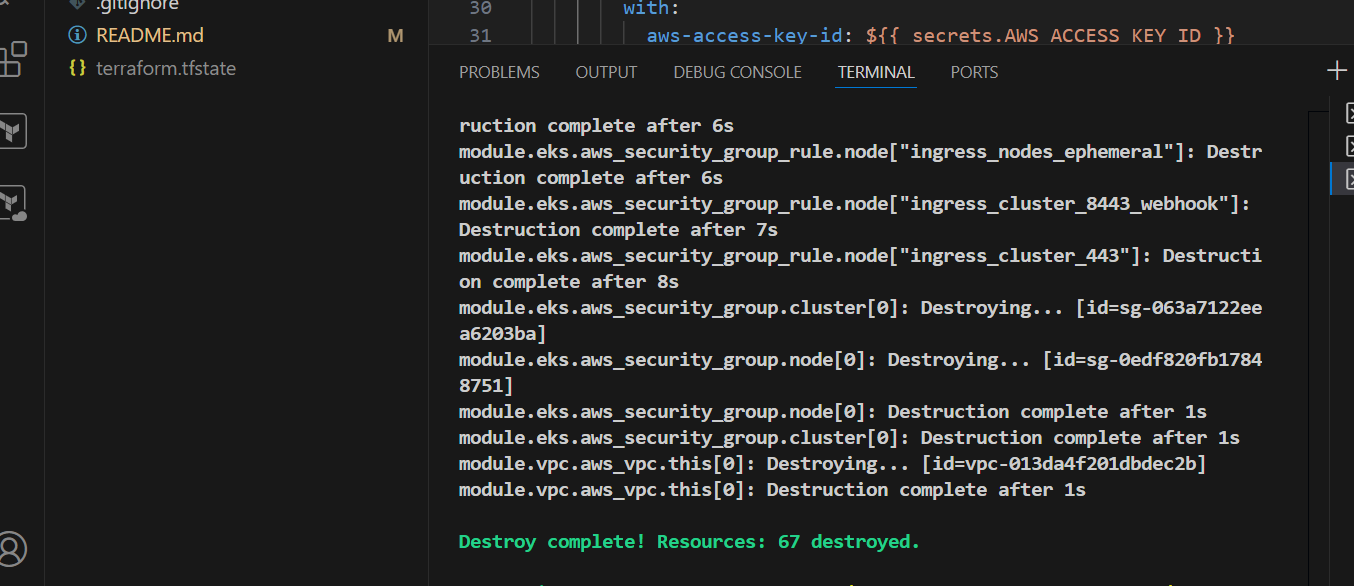 .gitignore
README.md M
{} terraform.tfstate
30 with:
31 aws-access-key-id: ${{ secrets.AWS_ACCESS_KEY_ID }}
PROBLEMS OUTPUT DEBUG CONSOLE TERMINAL PORTS
ruction complete after 6s
module.eks.aws_security_group_rule.node["ingress_nodes_ephemeral"]: Destr
uction complete after 6s
module.eks.aws_security_group_rule.node["ingress_cluster_8443_webhook"]:
Destruction complete after 7s
module.eks.aws_security_group_rule.node["ingress_cluster_443"]: Destructi
on complete after 8s
module.eks.aws_security_group.cluster[0]: Destroying... [id=sg-063a7122ee
a6203ba]
module.eks.aws_security_group.node[0]: Destroying... [id=sg-0edf820fb1784
8751]
module.eks.aws_security_group.node[0]: Destruction complete after 1s
module.eks.aws_security_group.cluster[0]: Destruction complete after 1s
module.vpc.aws_vpc.this[0]: Destroying... [id=vpc-013da4f201dbdec2b]
module.vpc.aws_vpc.this[0]: Destruction complete after 1s
Destroy complete! Resources: 67 destroyed.